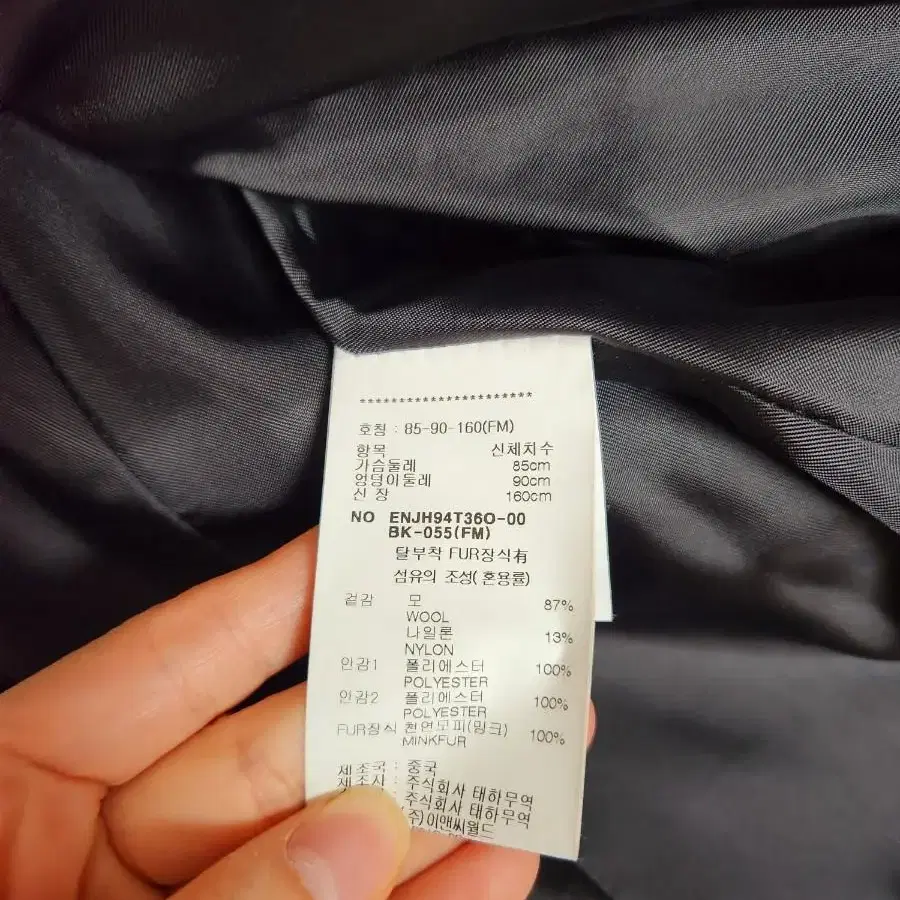 **********************
호칭 : 85-90-160(FM)
항목 신체치수
가슴둘레 85cm
엉덩이둘레 90cm
신 장 160cm
NO ENJH94T360-00
BK-055(FM)
탈부착 FUR장식有
섬유의 조성(혼용률)
겉감 모 87%
WOOL
나일론 13%
NYLON
안감1 폴리에스터 100%
POLYESTER
안감2 폴리에스터 100%
POLYESTER
FUR장식 천연모피(밍크) 100%
MINKFUR
제조국 : 중국
제조사 : 주식회사 태하무역
주식회사 태하무역
(주)이앤씨월드